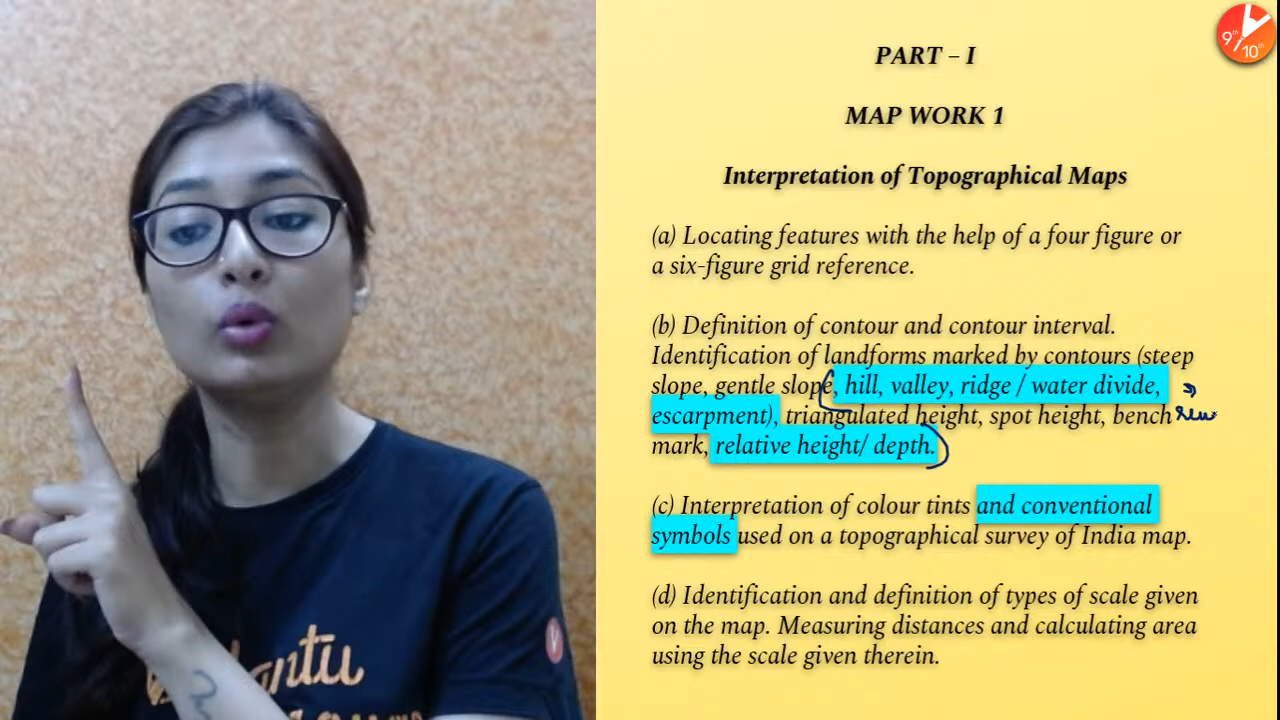 9th/10th
PART – I
MAP WORK 1
Interpretation of Topographical Maps
(a) Locating features with the help of a four figure or
a six-figure grid reference.
(b) Definition of contour and contour interval.
Identification of landforms marked by contours (steep
slope, gentle slope, hill, valley, ridge / water divide,
escarpment), triangulated height, spot height, bench
mark, relative height/ depth.
(c) Interpretation of colour tints and conventional
symbols used on a topographical survey of India map.
(d) Identification and definition of types of scale given
on the map. Measuring distances and calculating area
using the scale given therein.